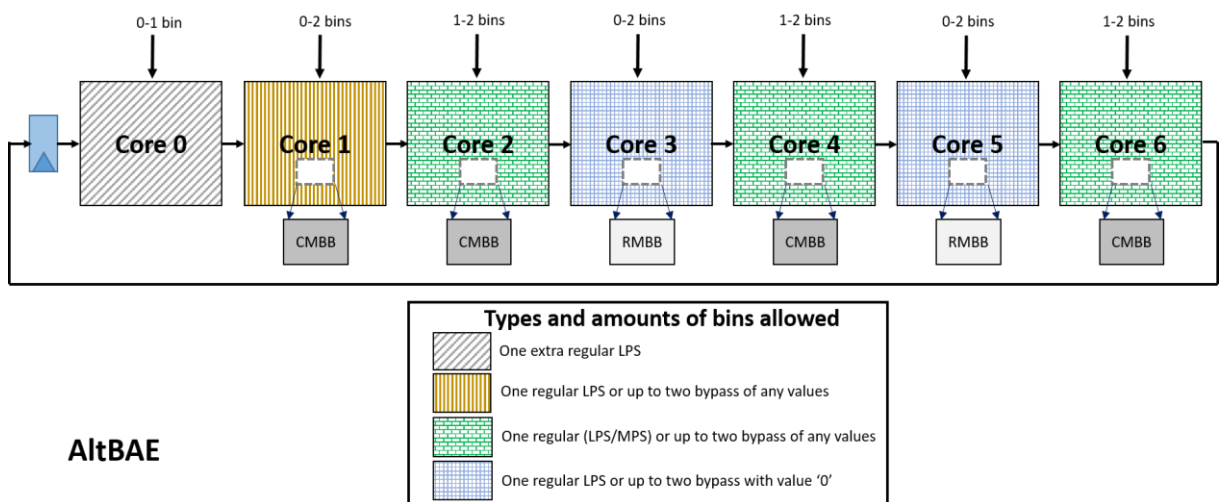 0-1 bin 0-2 bins 1-2 bins 0-2 bins 1-2 bins 0-2 bins 1-2 bins
Core 0 Core 1 Core 2 Core 3 Core 4 Core 5 Core 6
CMBB CMBB RMBB CMBB RMBB CMBB
Types and amounts of bins allowed
One extra regular LPS
One regular LPS or up to two bypass of any values
One regular (LPS/MPS) or up to two bypass of any values
One regular LPS or up to two bypass with value ‘0’
AltBAE